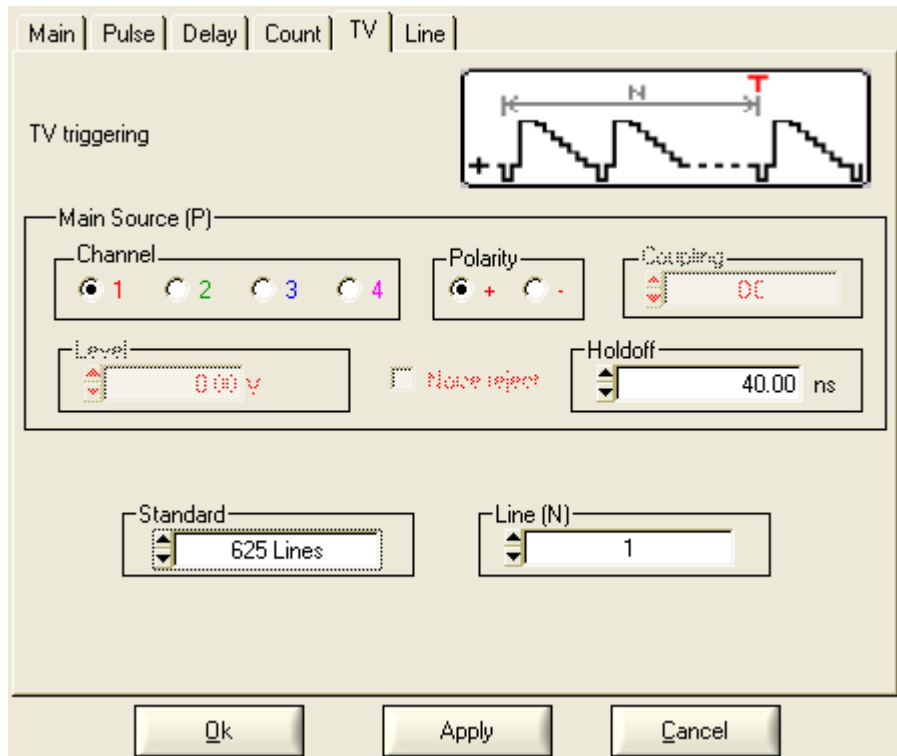 Main Pulse Delay Count TV Line
T
N
TV triggering
+
Main Source (P)
Channel
1 2 3 4
Polarity
+ -
Coupling
DC
Level
0.00 V
Noise reject
Holdoff
40.00 ns
Standard
625 Lines
Line (N)
1
Ok Apply Cancel